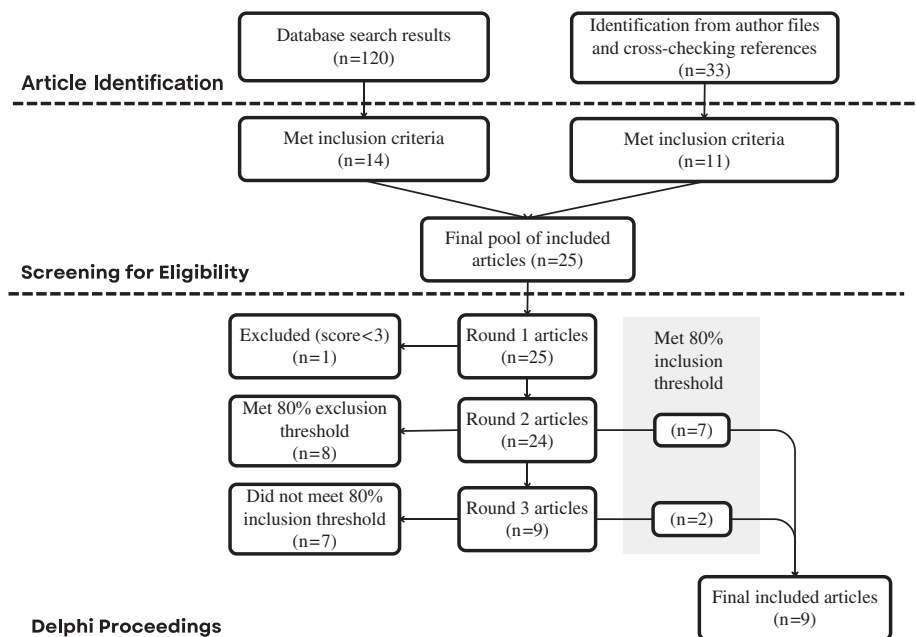 Database search results
(n=120)
Identification from author files
and cross-checking references
(n=33)
Article Identification
Met inclusion criteria
(n=14)
Met inclusion criteria
(n=11)
Final pool of included
articles (n=25)
Screening for Eligibility
Excluded (score<3)
(n=1)
Round 1 articles
(n=25)
Met 80%
inclusion
threshold
Met 80% exclusion
threshold
(n=8)
Round 2 articles
(n=24)
(n=7)
Did not meet 80%
inclusion threshold
(n=7)
Round 3 articles
(n=9)
(n=2)
Final included articles
(n=9)
Delphi Proceedings